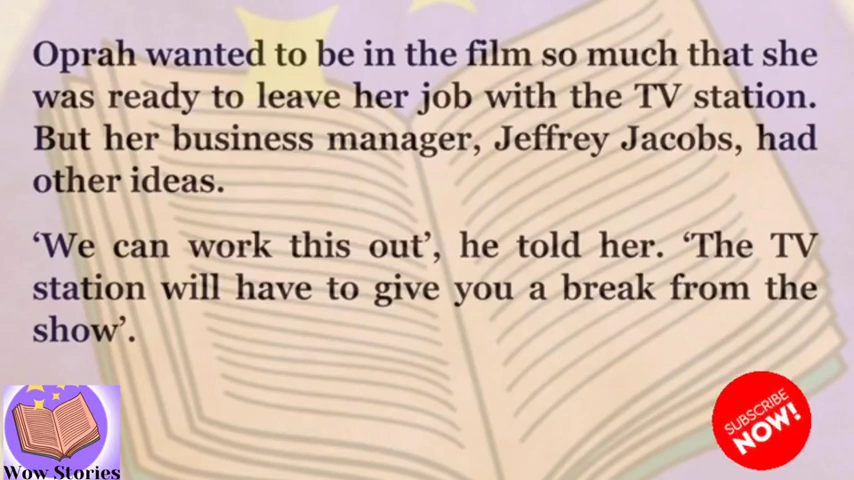 Oprah wanted to be in the film so much that she
was ready to leave her job with the TV station.
But her business manager, Jeffrey Jacobs, had
other ideas.
‘We can work this out’, he told her. ‘The TV
station will have to give you a break from the
show’.
Wow Stories
SUBSCRIBE
NOW!